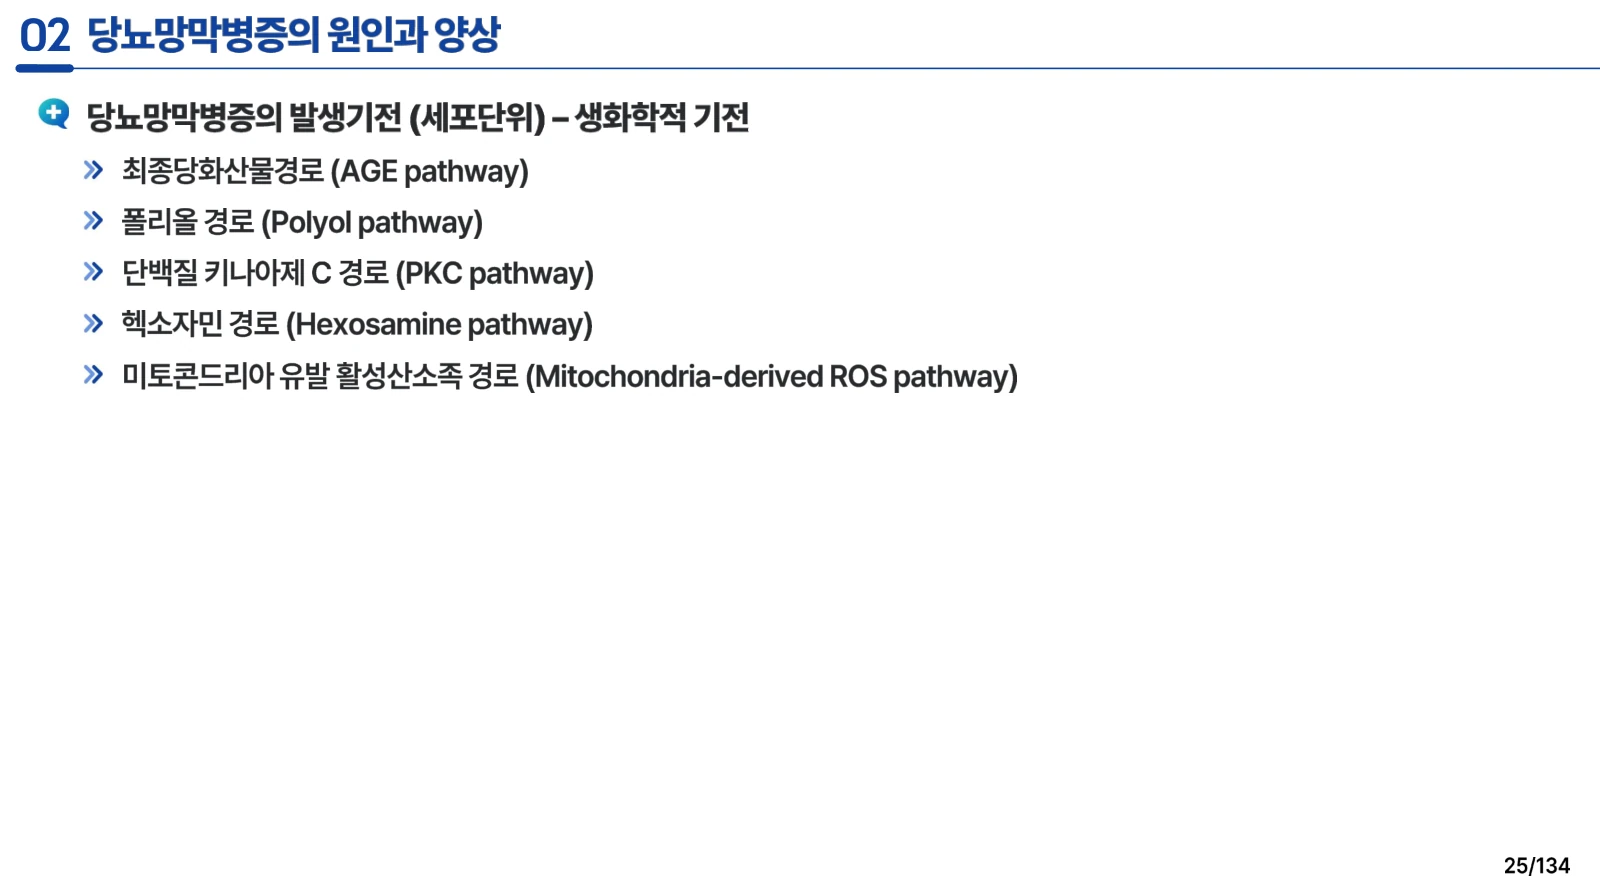 02 당뇨망막병증의 원인과 양상
당뇨망막병증의 발생기전 (세포단위) – 생화학적 기전
최종당화산물경로 (AGE pathway)
폴리올 경로 (Polyol pathway)
단백질 키나아제 C 경로 (PKC pathway)
헥소자민 경로 (Hexosamine pathway)
미토콘드리아 유발 활성산소족 경로 (Mitochondria-derived ROS pathway)
25/134